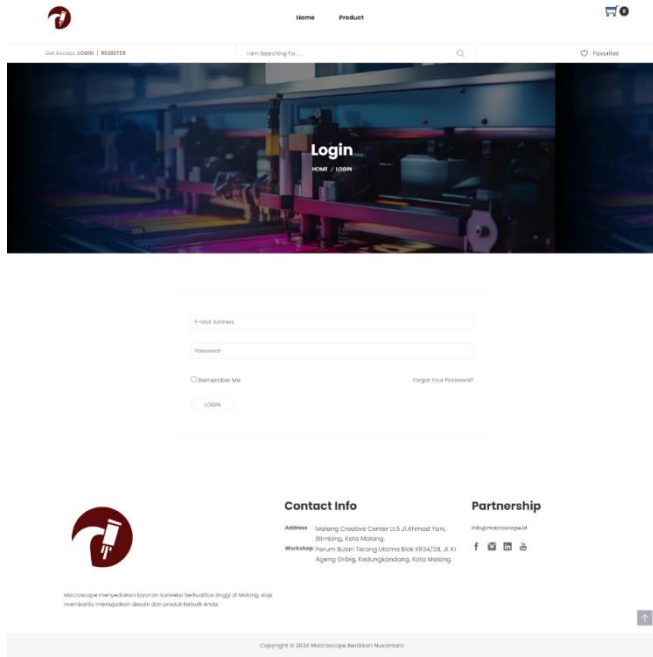 Home Product
6
Get Access: LOGIN | REGISTER
I am Searching for.....
Favorites
Login
HOME / LOGIN
E-Mail Address
Password
Remember Me
Forgot Your Password?
LOGIN
Contact Info
Address : Malang Creative Center Lt.5 Jl.Ahmad Yani,
Blimbing, Kota Malang.
Workshop : Perum Bulan Terang Utama Blok KR34/28, Jl. Ki
Ageng Gribig, Kedungkandang, Kota Malang.
Partnership
info@macroscope.id
Macroscope menyediakan layanan konveksi berkualitas tinggi di Malang, siap
membantu mewujudkan desain dan produk terbaik Anda.
Copyright © 2024 Macroscope Berdikari Nusantara